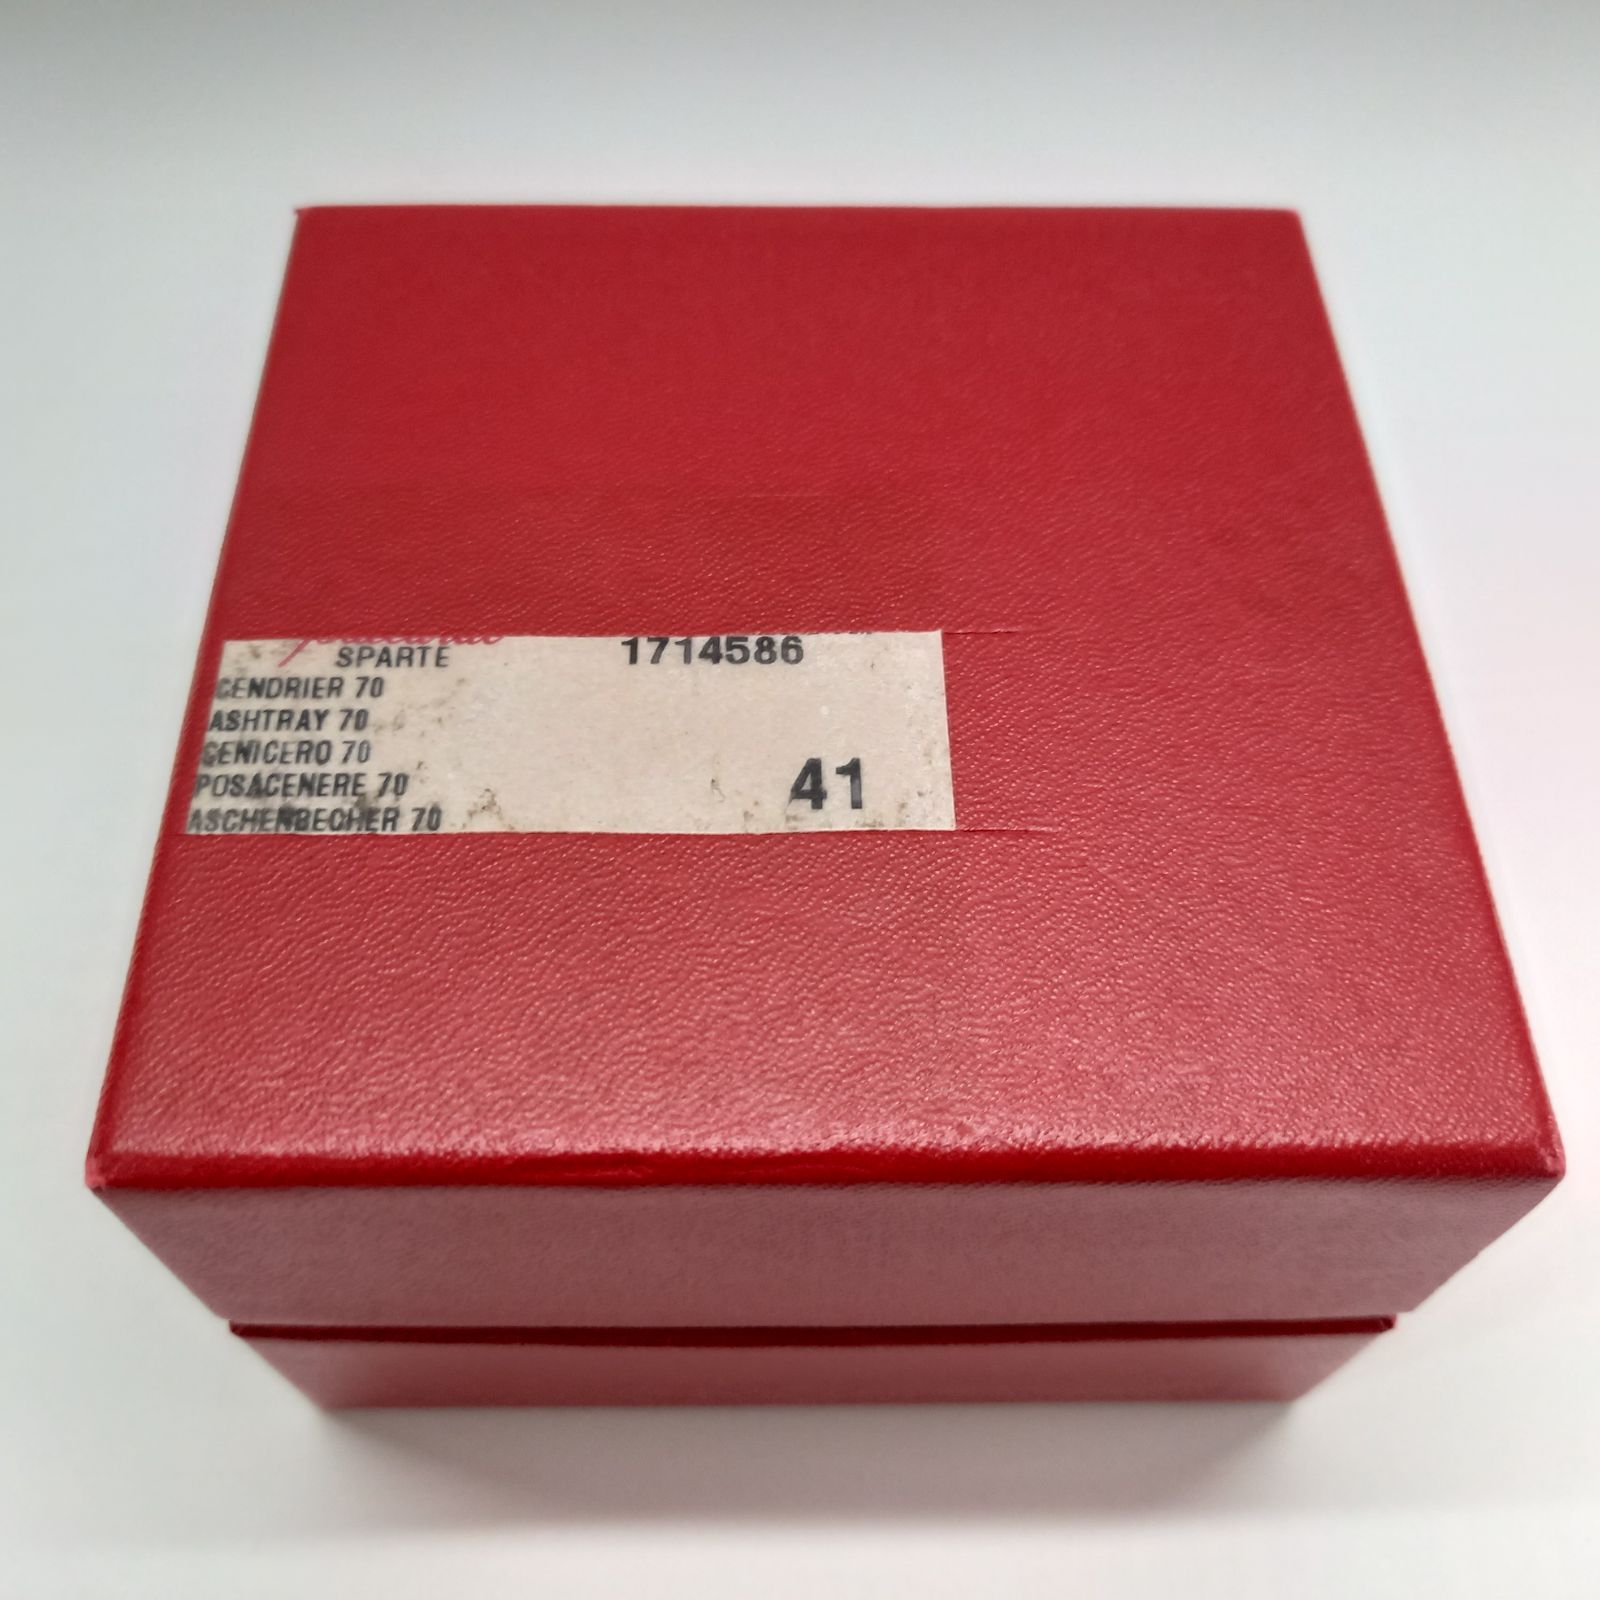 SPARTE 1714586
CENDRIER 70
ASHTRAY 70
CENICERO 70
POSACENERE 70
41
ASCHENBECHER 70